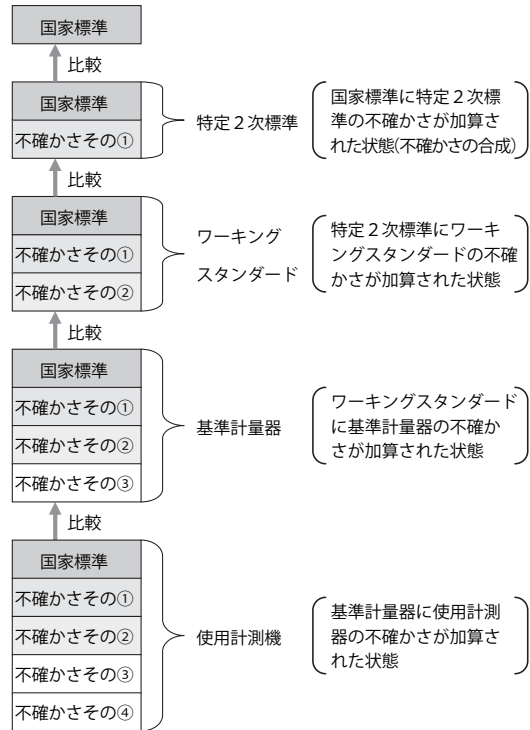 国家標準
比較
国家標準
不確かさその①
特定2次標準
国家標準に特定2次標
準の不確かさが加算さ
れた状態(不確かさの合成)
比較
国家標準
不確かさその①
不確かさその②
ワーキング
スタンダード
特定2次標準にワーキ
ングスタンダードの不確
かさが加算された状態
比較
国家標準
不確かさその①
不確かさその②
不確かさその③
基準計量器
ワーキングスタンダード
に基準計量器の不確か
さが加算された状態
比較
国家標準
不確かさその①
不確かさその②
不確かさその③
不確かさその④
使用計測機
基準計量器に使用計測
器の不確かさが加算さ
れた状態